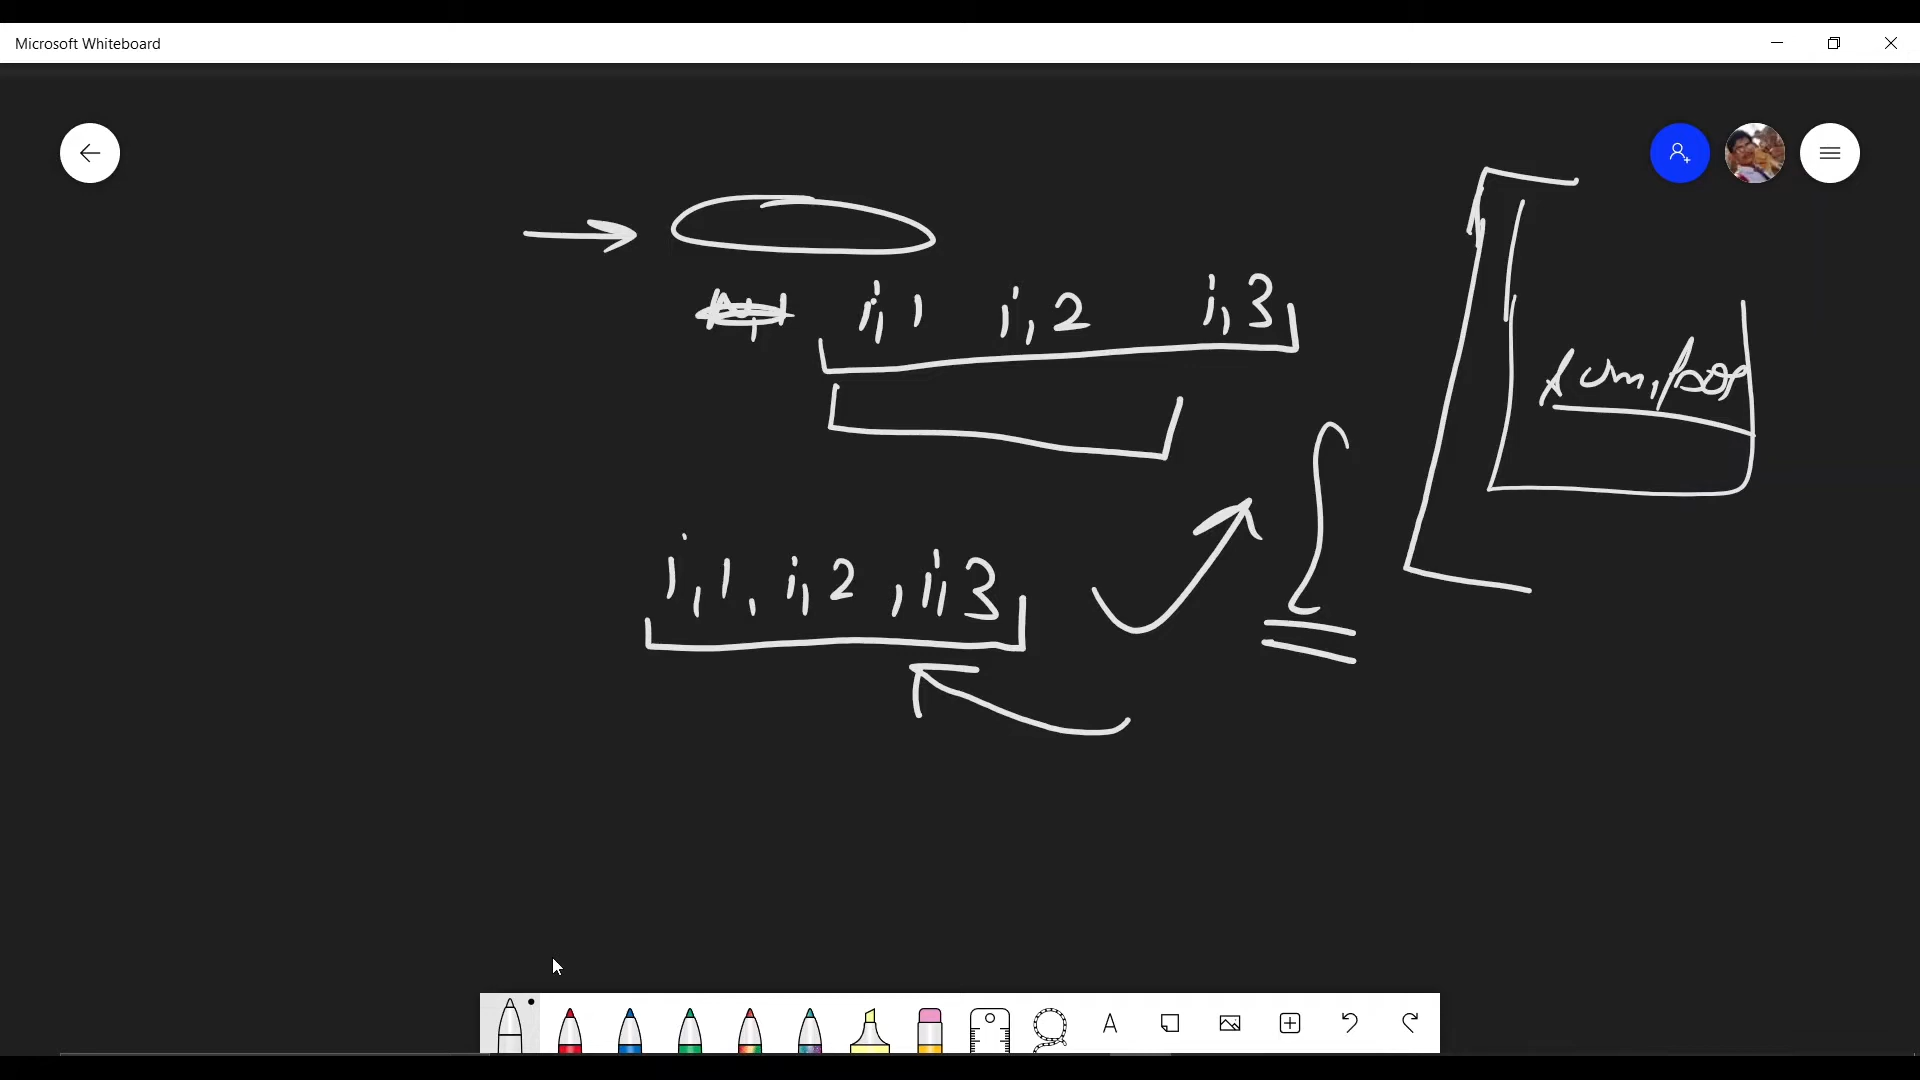 Microsoft Whiteboard
i,1 i,2 i,3
i,1, i,2, i,3